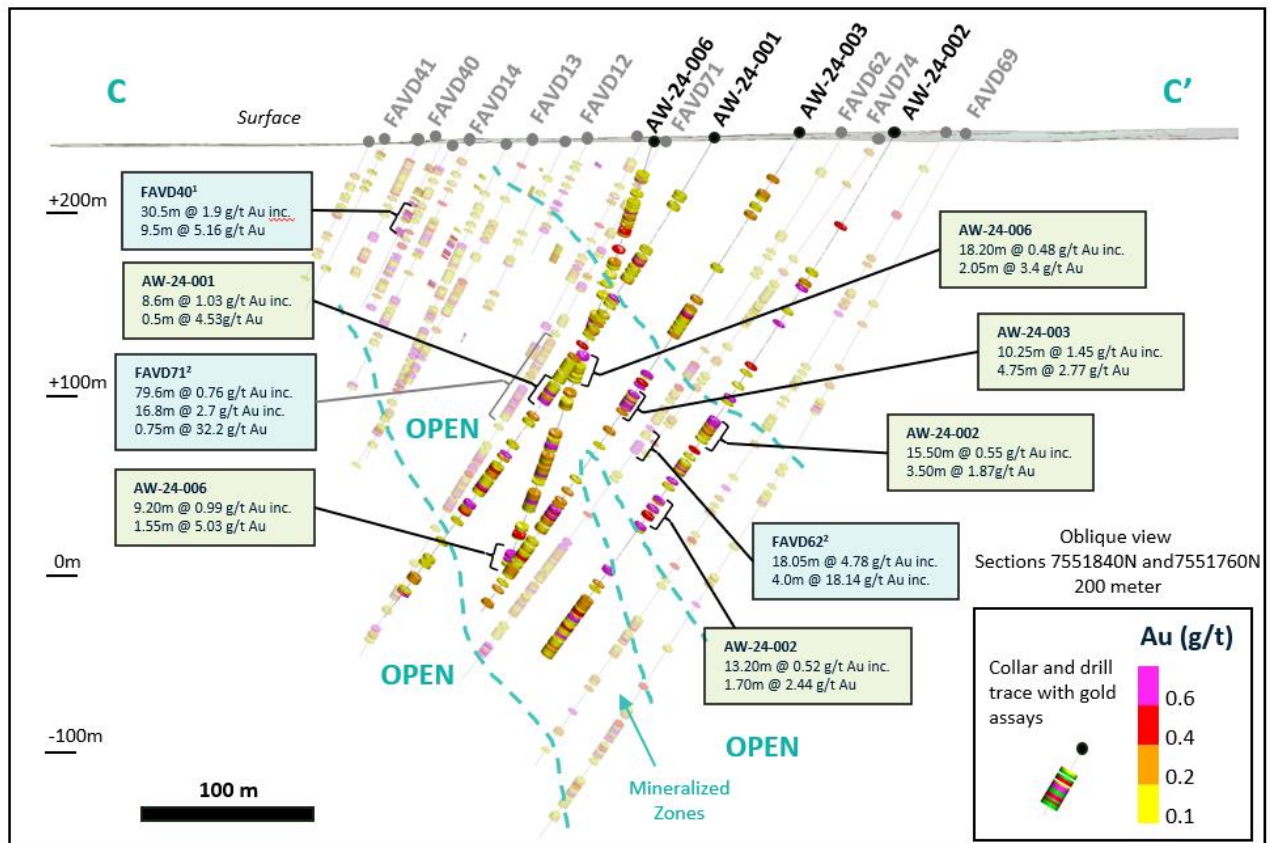 C
C'
Surface
FAVD41
FAVD40
FAVD14
FAVD13
FAVD12
AW-24-006
FAVD71
AW-24-001
AW-24-003
FAVD62
FAVD74
AW-24-002
FAVD69
+200m
+100m
0m
-100m
FAVD40¹
30.5m @ 1.9 g/t Au inc.
9.5m @ 5.16 g/t Au
AW-24-001
8.6m @ 1.03 g/t Au inc.
0.5m @ 4.53g/t Au
FAVD71²
79.6m @ 0.76 g/t Au inc.
16.8m @ 2.7 g/t Au inc.
0.75m @ 32.2 g/t Au
AW-24-006
9.20m @ 0.99 g/t Au inc.
1.55m @ 5.03 g/t Au
AW-24-006
18.20m @ 0.48 g/t Au inc.
2.05m @ 3.4 g/t Au
AW-24-003
10.25m @ 1.45 g/t Au inc.
4.75m @ 2.77 g/t Au
AW-24-002
15.50m @ 0.55 g/t Au inc.
3.50m @ 1.87g/t Au
FAVD62²
18.05m @ 4.78 g/t Au inc.
4.0m @ 18.14 g/t Au inc.
AW-24-002
13.20m @ 0.52 g/t Au inc.
1.70m @ 2.44 g/t Au
OPEN
OPEN
OPEN
Mineralized
Zones
100 m
Oblique view
Sections 7551840N and7551760N
200 meter
Au (g/t)
Collar and drill
trace with gold
assays
0.6
0.4
0.2
0.1